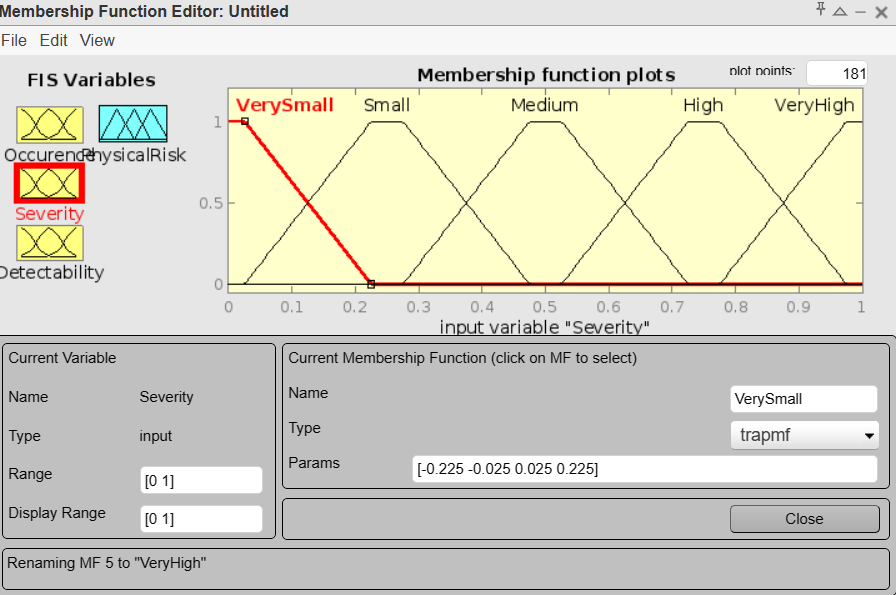 Membership Function Editor: Untitled
File Edit View
FIS Variables
Membership function plots
plot points: 181
VerySmall Small Medium High VeryHigh
1
0.5
0
0 0.1 0.2 0.3 0.4 0.5 0.6 0.7 0.8 0.9 1
input variable "Severity"
Occurence
PhysicalRisk
Severity
Detectability
Current Variable
Name Severity
Type input
Range [0 1]
Display Range [0 1]
Current Membership Function (click on MF to select)
Name VerySmall
Type trapmf
Params [-0.225 -0.025 0.025 0.225]
Close
Renaming MF 5 to "VeryHigh"